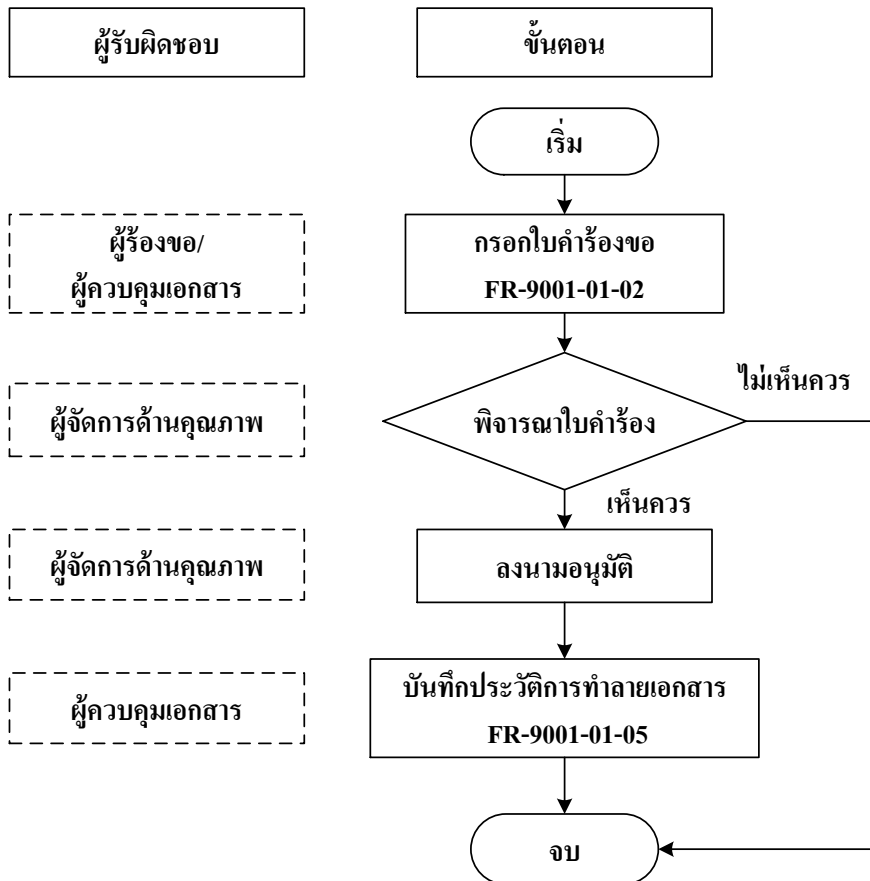 ผู้รับผิดชอบ
ขั้นตอน
เริ่ม
ผู้ร้องขอ/
ผู้ควบคุมเอกสาร
กรอกใบคำร้องขอ
FR-9001-01-02
ผู้จัดการด้านคุณภาพ
พิจารณาใบคำร้อง
ไม่เห็นควร
เห็นควร
ผู้จัดการด้านคุณภาพ
ลงนามอนุมัติ
ผู้ควบคุมเอกสาร
บันทึกประวัติการทำลายเอกสาร
FR-9001-01-05
จบ